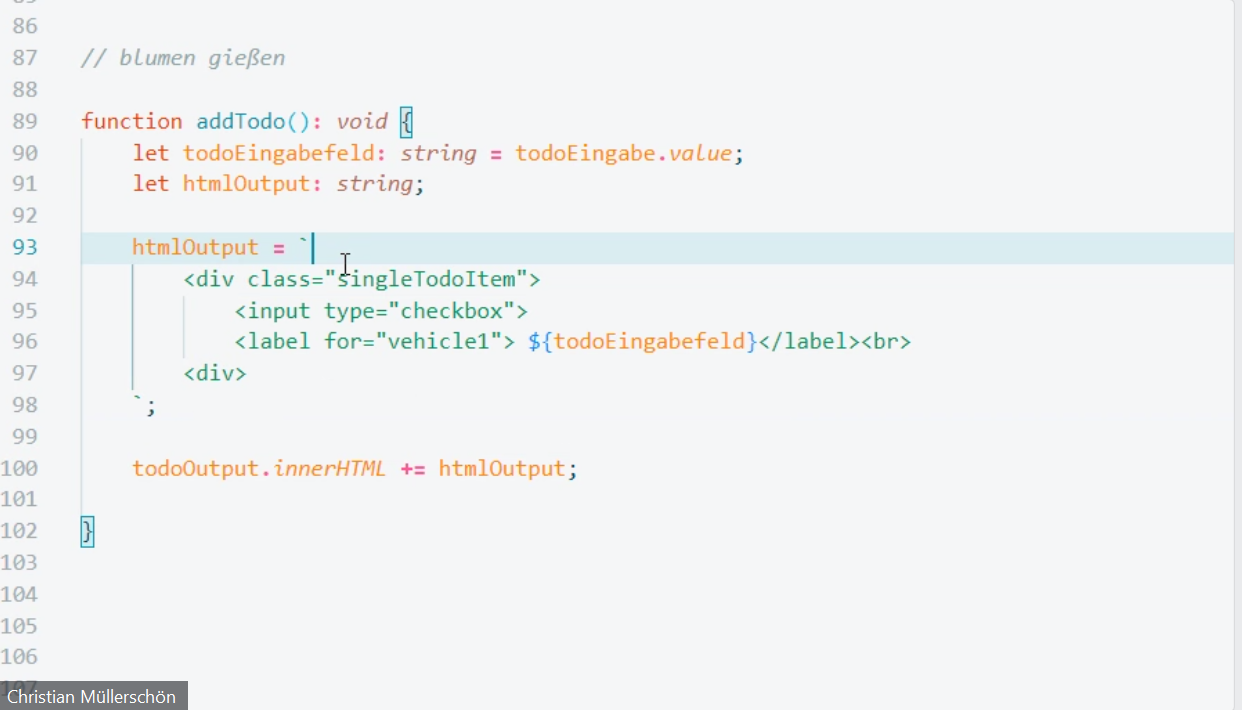 86
87 // blumen gießen
88
89 function addTodo(): void {
90 let todoEingabefeld: string = todoEingabe.value;
91 let htmlOutput: string;
92
93 htmlOutput = `
94 <div class="singleTodoItem">
95 <input type="checkbox">
96 <label for="vehicle1"> ${todoEingabefeld}</label><br>
97 <div>
98 `;
99
100 todoOutput.innerHTML += htmlOutput;
101
102 }
103
104
105
106
Christian Müllerschön